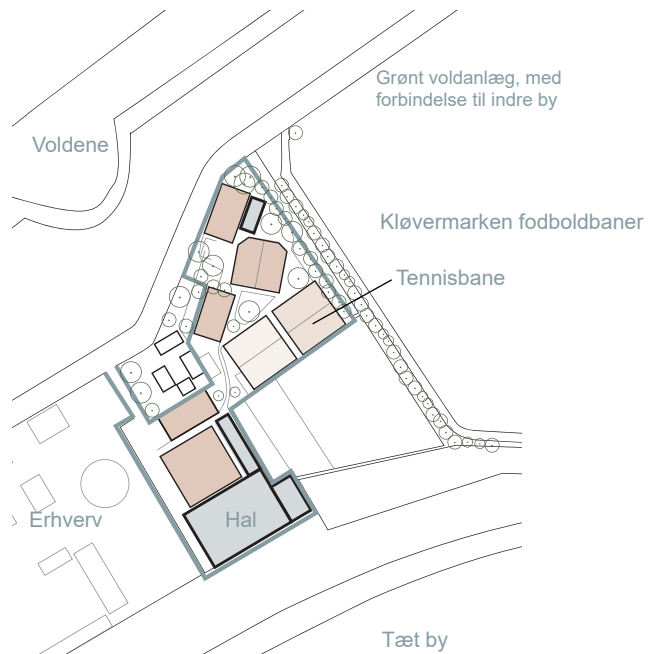 Grønt voldanlæg, med
forbindelse til indre by
Voldene
Kløvermarken fodboldbaner
Tennisbane
Erhverv
Hal
Tæt by